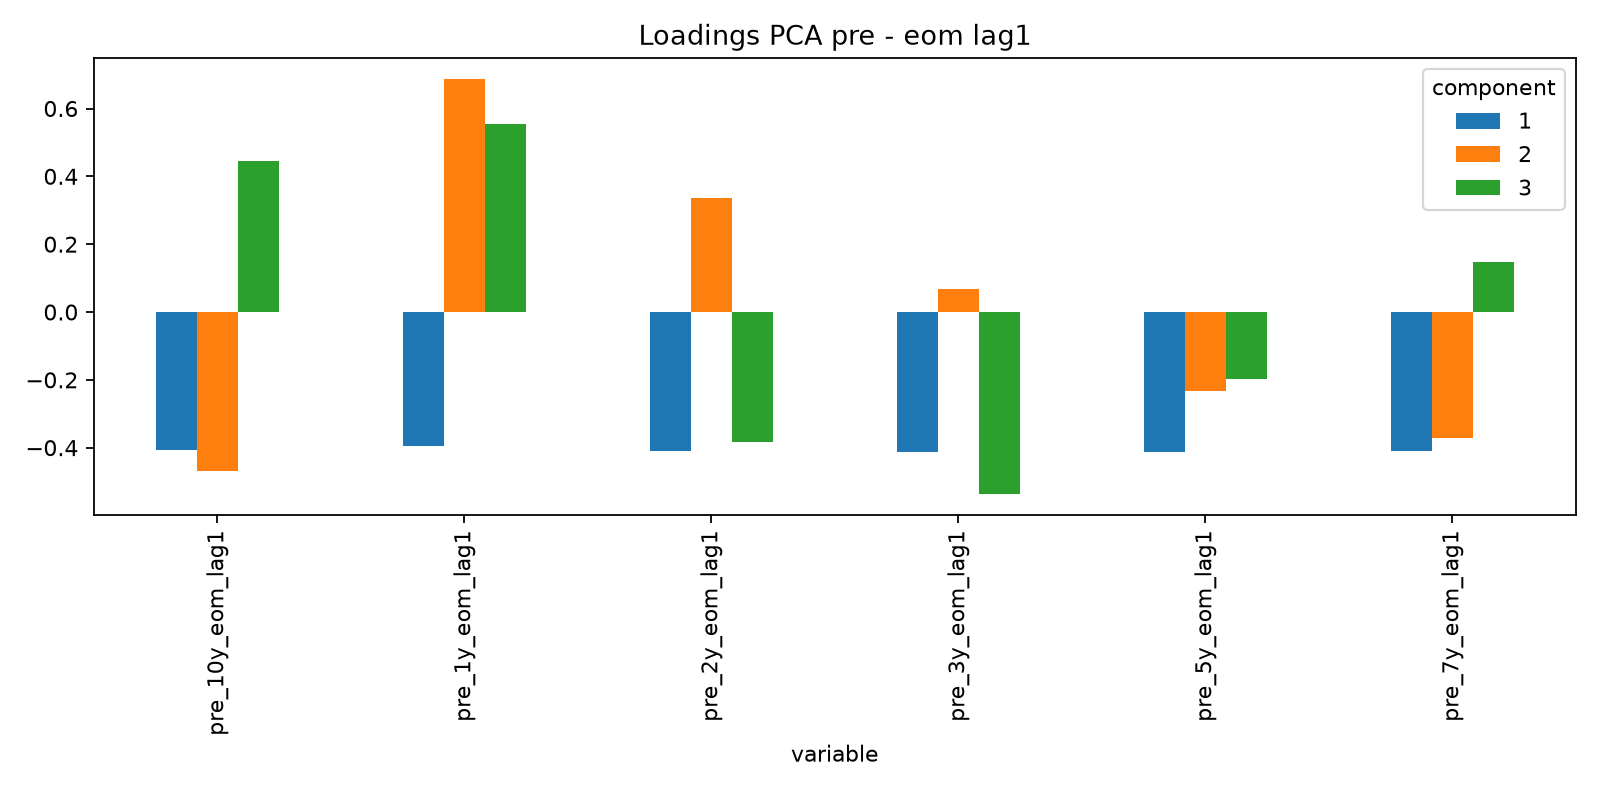 Loadings PCA pre - eom lag1
component
1
2
3
0.6
0.4
0.2
0.0
−0.2
−0.4
pre_10y_eom_lag1
pre_1y_eom_lag1
pre_2y_eom_lag1
pre_3y_eom_lag1
pre_5y_eom_lag1
pre_7y_eom_lag1
variable